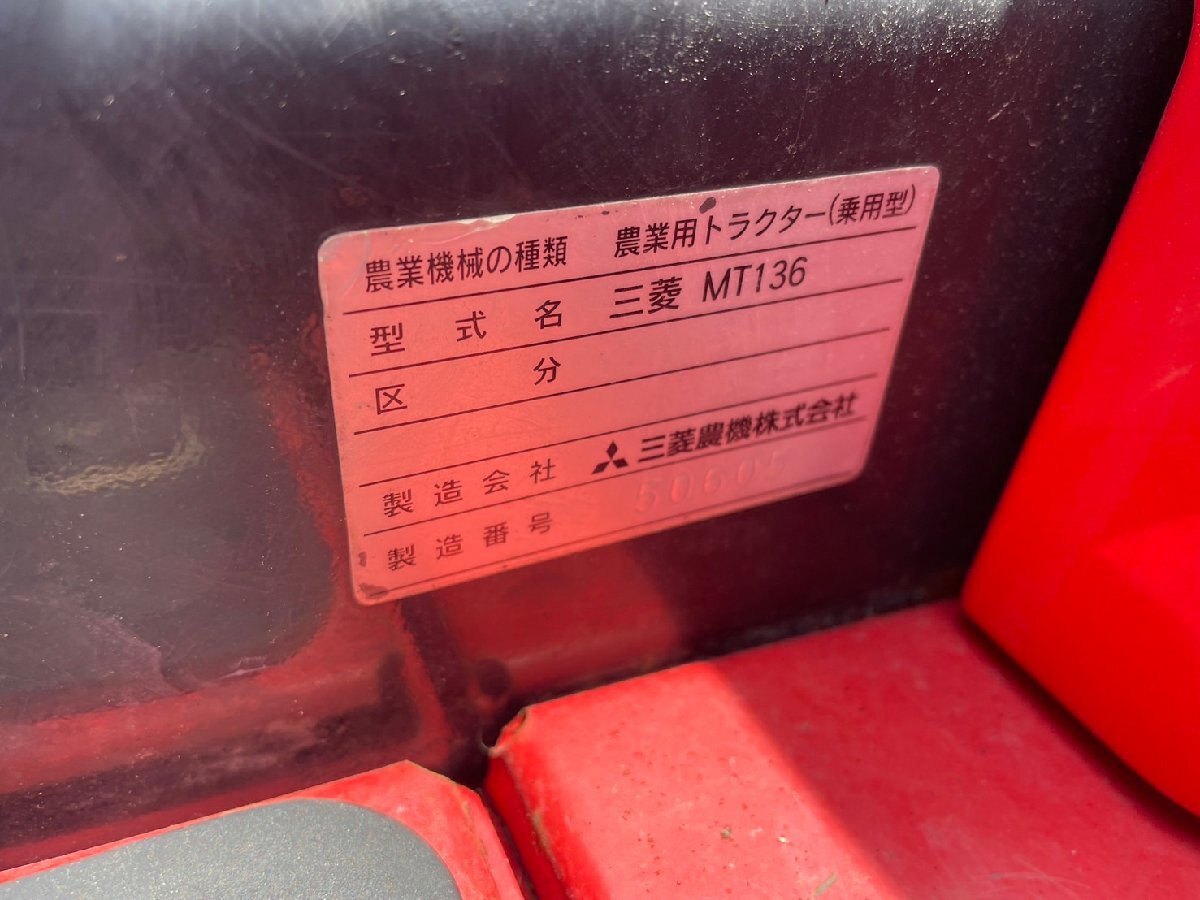 農業機械の種類 農業用トラクター(乗用型)
型式名 三菱 MT136
区分
製造会社 三菱農機株式会社
製造番号 50605